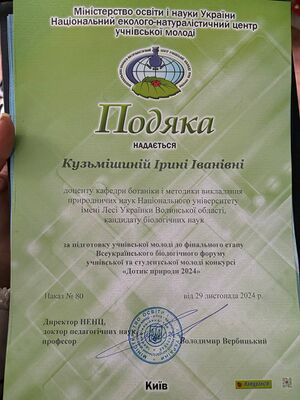 Міністерство освіти і науки України
Національний еколого-натуралістичний центр
учнівської молоді
Подяка
НАДАЄТЬСЯ
Кузьмішиній Ірині Іванівні
доценту кафедри ботаніки і методики викладання
природничих наук Національного університету
імені Лесі Українки Волинської області,
кандидату біологічних наук
за підготовку учнівської молоді до фінального етапу
Всеукраїнського біологічного форуму
учнівської та студентської молоді конкурсі
«Дотик природи 2024»
Наказ № 80
від 29 листопада 2024 р.
Директор НЕНЦ,
доктор педагогічних наук,
професор
Володимир Вербицький
Київ